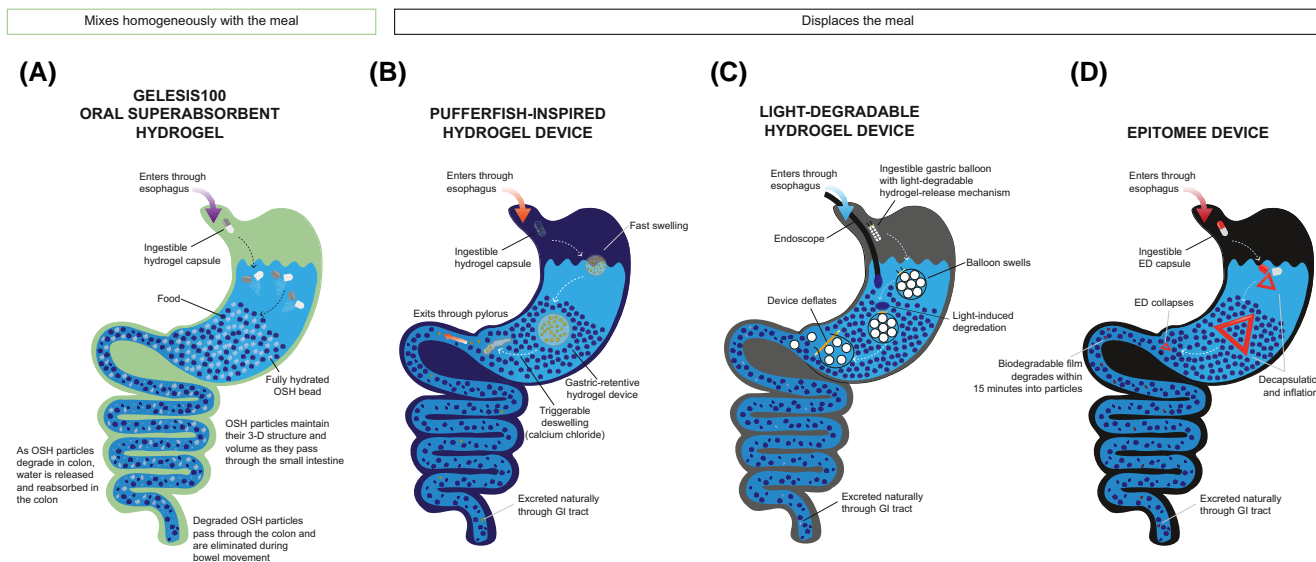 Mixes homogeneously with the meal
Displaces the meal
(A)
GELESIS100
ORAL SUPERABSORBENT
HYDROGEL
Enters through
esophagus
Ingestible
hydrogel capsule
Food
Fully hydrated
OSH bead
OSH particles maintain
their 3-D structure and
volume as they pass
through the small intestine
As OSH particles
degrade in colon,
water is released
and reabsorbed in
the colon
Degraded OSH particles
pass through the colon and
are eliminated during
bowel movement
(B)
PUFFERFISH-INSPIRED
HYDROGEL DEVICE
Enters through
esophagus
Fast swelling
Ingestible
hydrogel capsule
Exits through pylorus
Gastric-retentive
hydrogel device
Triggerable
deswelling
(calcium chloride)
Excreted naturally
through GI tract
(C)
LIGHT-DEGRADABLE
HYDROGEL DEVICE
Enters through
esophagus
Ingestible gastric balloon
with light-degradable
hydrogel-release mechanism
Endoscope
Balloon swells
Device deflates
Light-induced
degredation
Excreted naturally
through GI tract
(D)
EPITOMEE DEVICE
Enters through
esophagus
Ingestible
ED capsule
ED collapses
Biodegradable film
degrades within
15 minutes into particles
Decapsulatio
and inflation
Excreted naturally
through GI tract